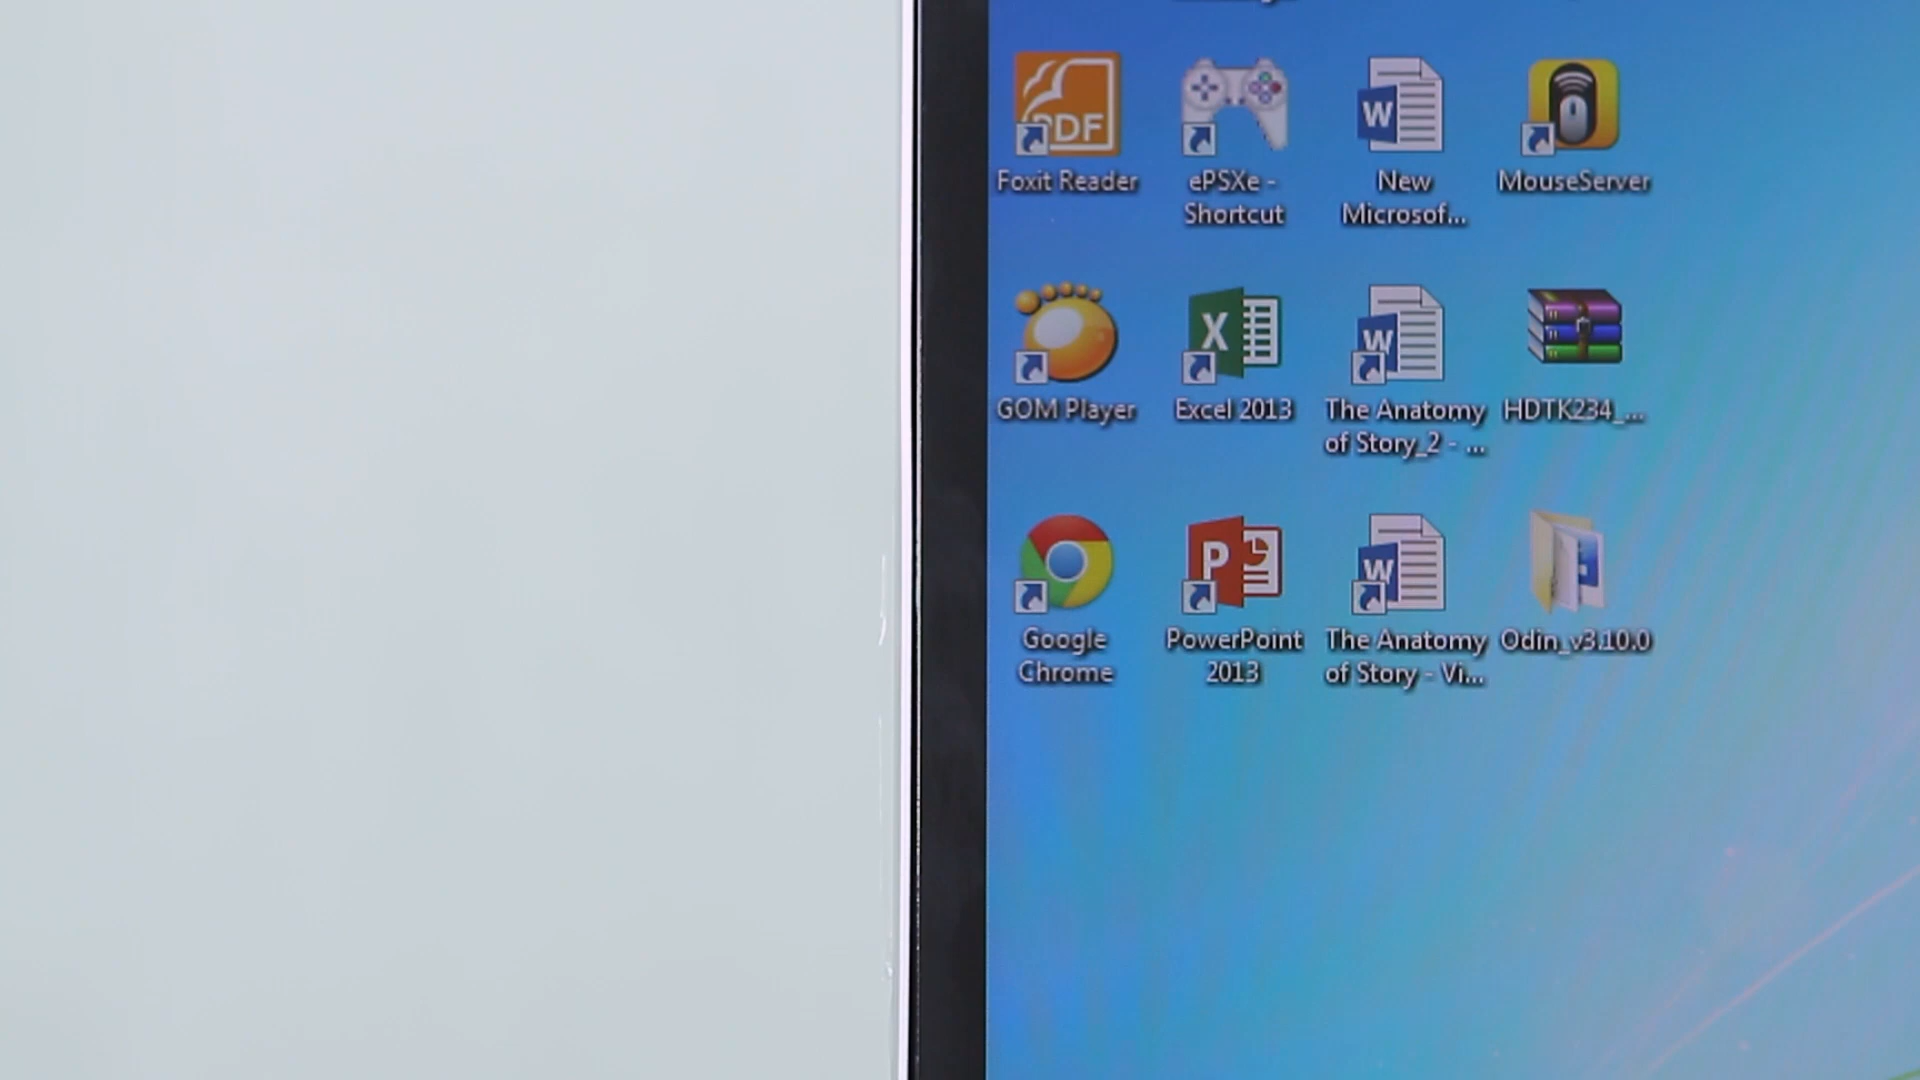 PDF
Foxit Reader
ePSXe -
Shortcut
W
New
Microsof...
MouseServer
GOM Player
X
Excel 2013
W
The Anatomy
of Story_2 - ...
HDTK234_...
Google
Chrome
P
PowerPoint
2013
W
The Anatomy
of Story - Vi...
Odin_v3.10.0